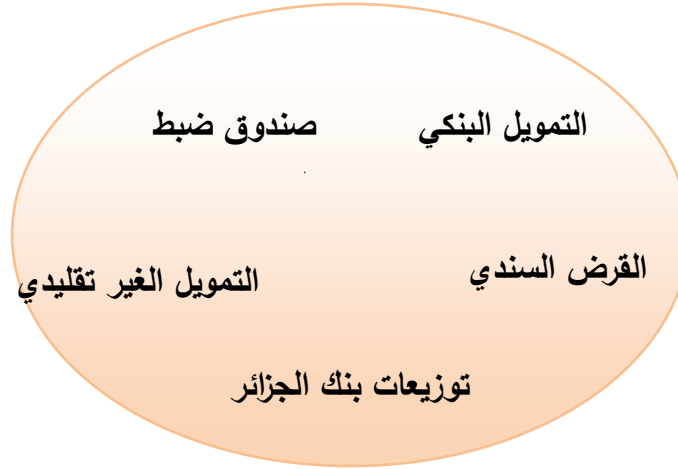 التمويل البنكي
صندوق ضبط
القرض السندي
التمويل الغير تقليدي
توزيعات بنك الجزائر